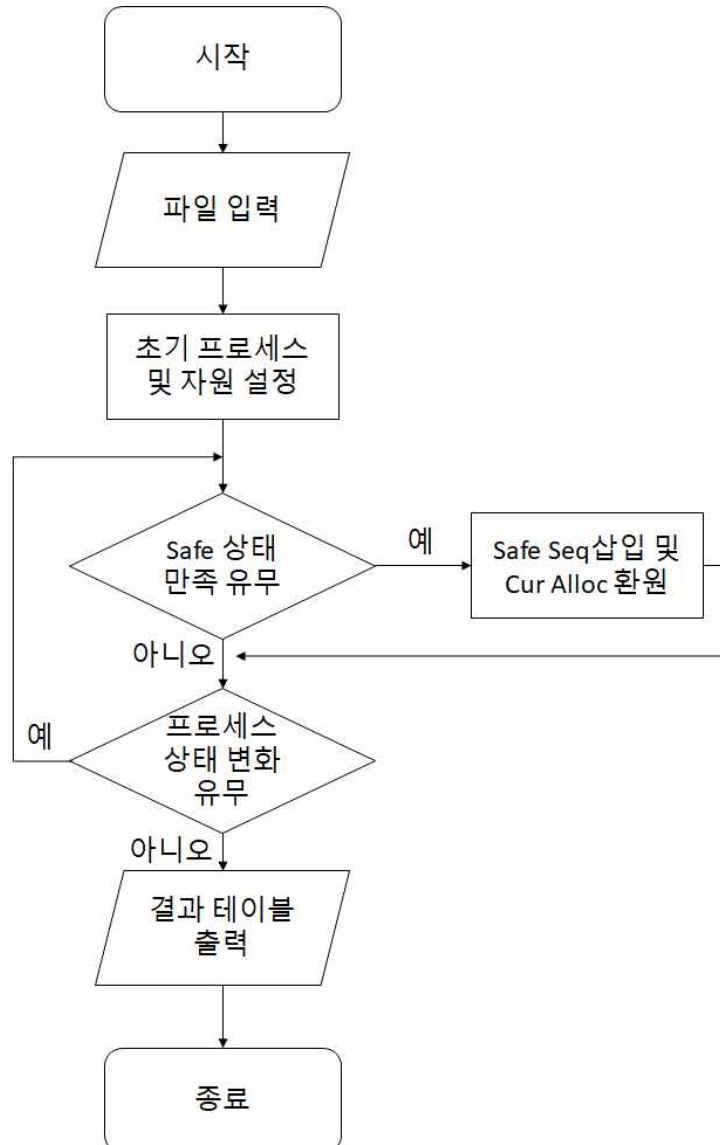 시작
파일 입력
초기 프로세스
및 자원 설정
Safe 상태
만족 유무
예
Safe Seq삽입 및
Cur Alloc 환원
아니오
프로세스
상태 변화
유무
예
아니오
결과 테이블
출력
종료